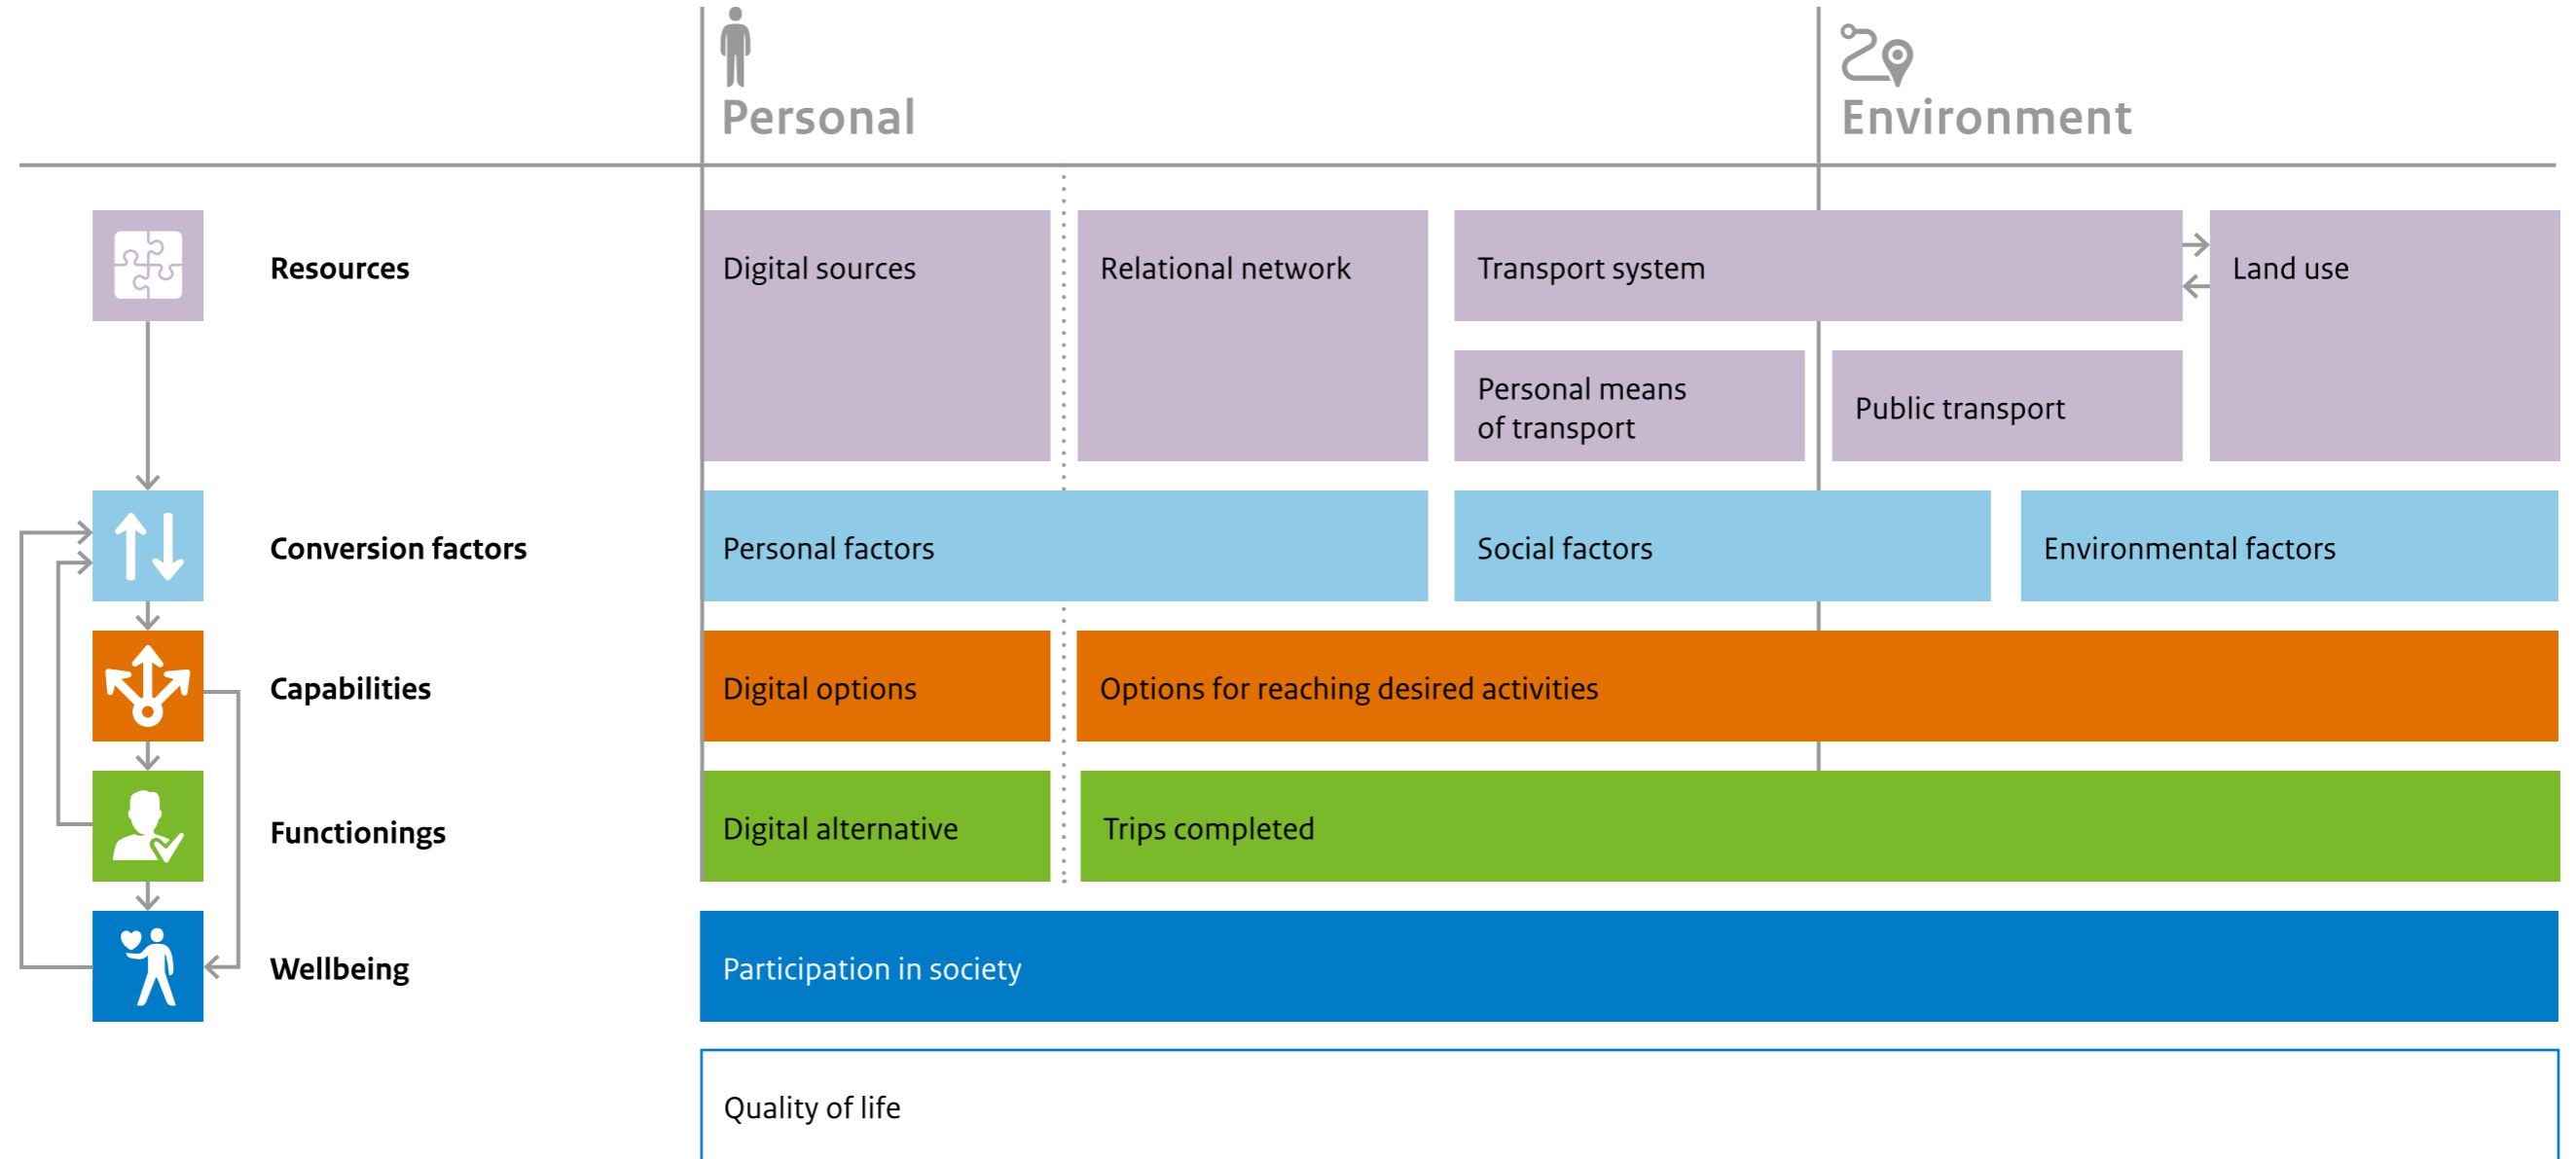 Personal
Environment
Resources
Digital sources
Relational network
Transport system
Land use
Personal means
of transport
Public transport
Conversion factors
Personal factors
Social factors
Environmental factors
Capabilities
Digital options
Options for reaching desired activities
Functionings
Digital alternative
Trips completed
Wellbeing
Participation in society
Quality of life